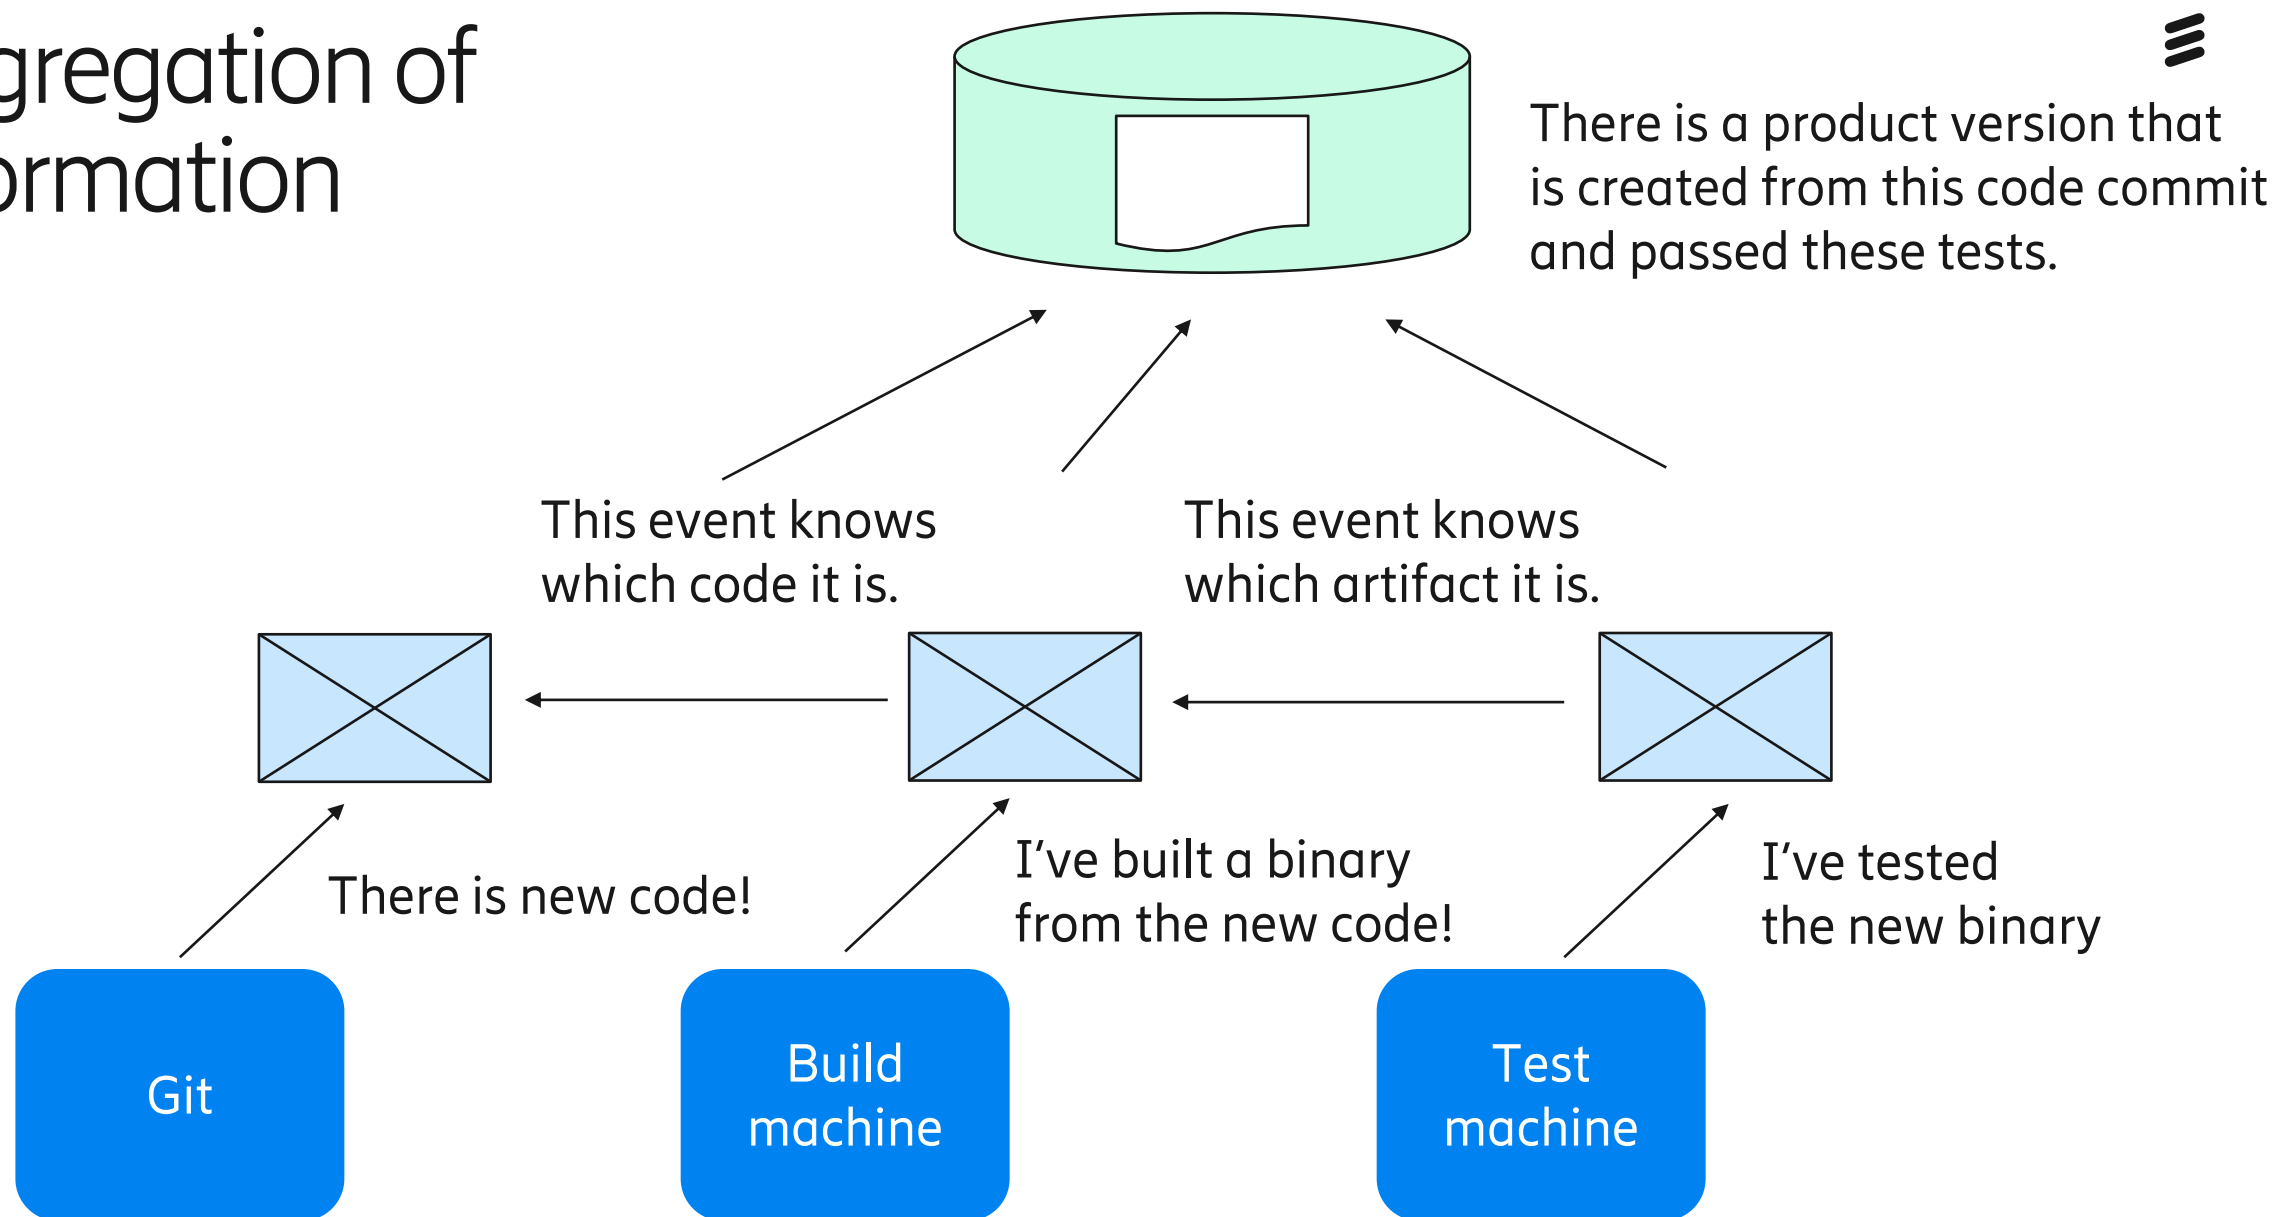 gregation of
ormation
There is a product version that
is created from this code commit
and passed these tests.
This event knows
which code it is.
This event knows
which artifact it is.
There is new code!
I've built a binary
from the new code!
I've tested
the new binary
Git
Build
machine
Test
machine